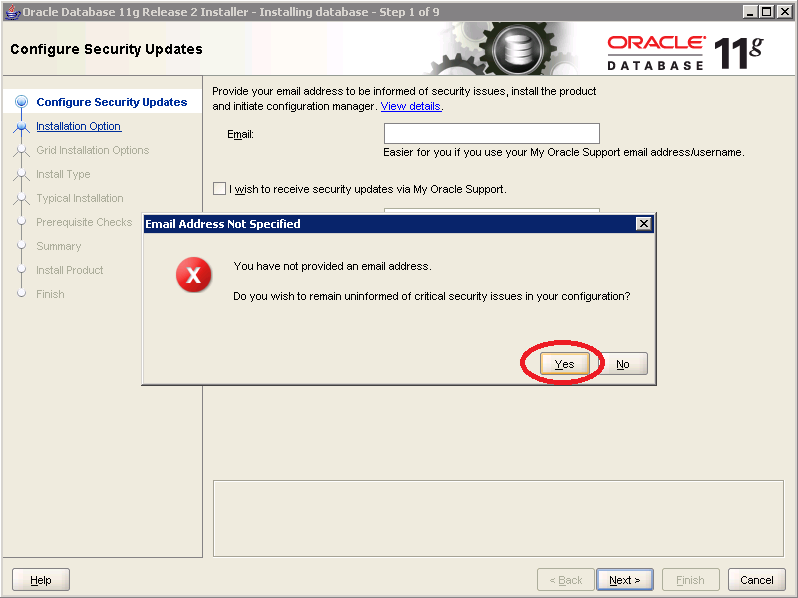 Oracle Database 11g Release 2 Installer - Installing database - Step 1 of 9
Configure Security Updates
ORACLE
DATABASE
11g
Configure Security Updates
Installation Option
Grid Installation Options
Install Type
Typical Installation
Prerequisite Checks
Summary
Install Product
Finish
Provide your email address to be informed of security issues, install the product
and initiate configuration manager. View details.
Email:
Easier for you if you use your My Oracle Support email address/username.
I wish to receive security updates via My Oracle Support.
Email Address Not Specified
You have not provided an email address.
Do you wish to remain uninformed of critical security issues in your configuration?
Yes
No
Help
< Back
Next >
Finish
Cancel